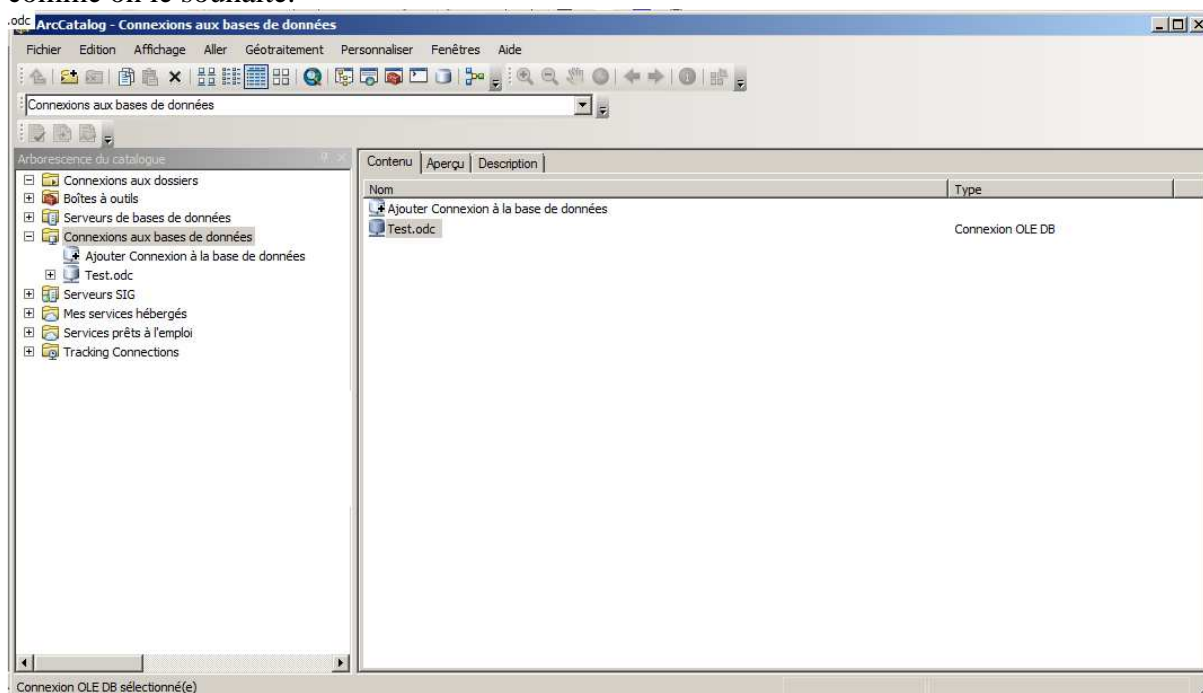 comme on le souhaite.
.odc
ArcCatalog - Connexions aux bases de données
Fichier Edition Affichage Aller Géotraitement Personnaliser Fenêtres Aide
Connexions aux bases de données
Arborescence du catalogue
Connexions aux dossiers
Boîtes à outils
Serveurs de bases de données
Connexions aux bases de données
Ajouter Connexion à la base de données
Test.odc
Serveurs SIG
Mes services hébergés
Services prêts à l'emploi
Tracking Connections
Contenu Aperçu Description
Nom Type
Ajouter Connexion à la base de données
Test.odc Connexion OLE DB
Connexion OLE DB sélectionné(e)